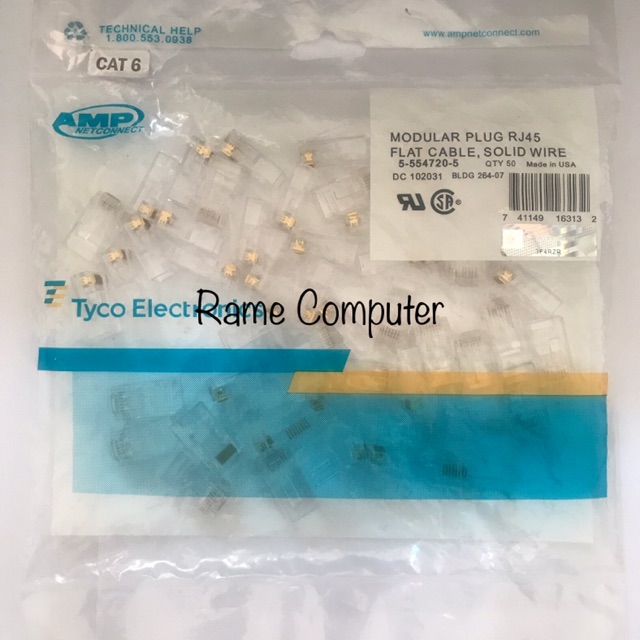 TECHNICAL HELP
1.800.553.0938
www.ampnetconnect.com
CAT 6
AMP
NETCONNECT
MODULAR PLUG RJ45
FLAT CABLE, SOLID WIRE
5-554720-5 QTY 50 Made in USA
DC 102031 BLDG 264-07
7 41149 16313 2
Tyco Electronics
Rame Computer